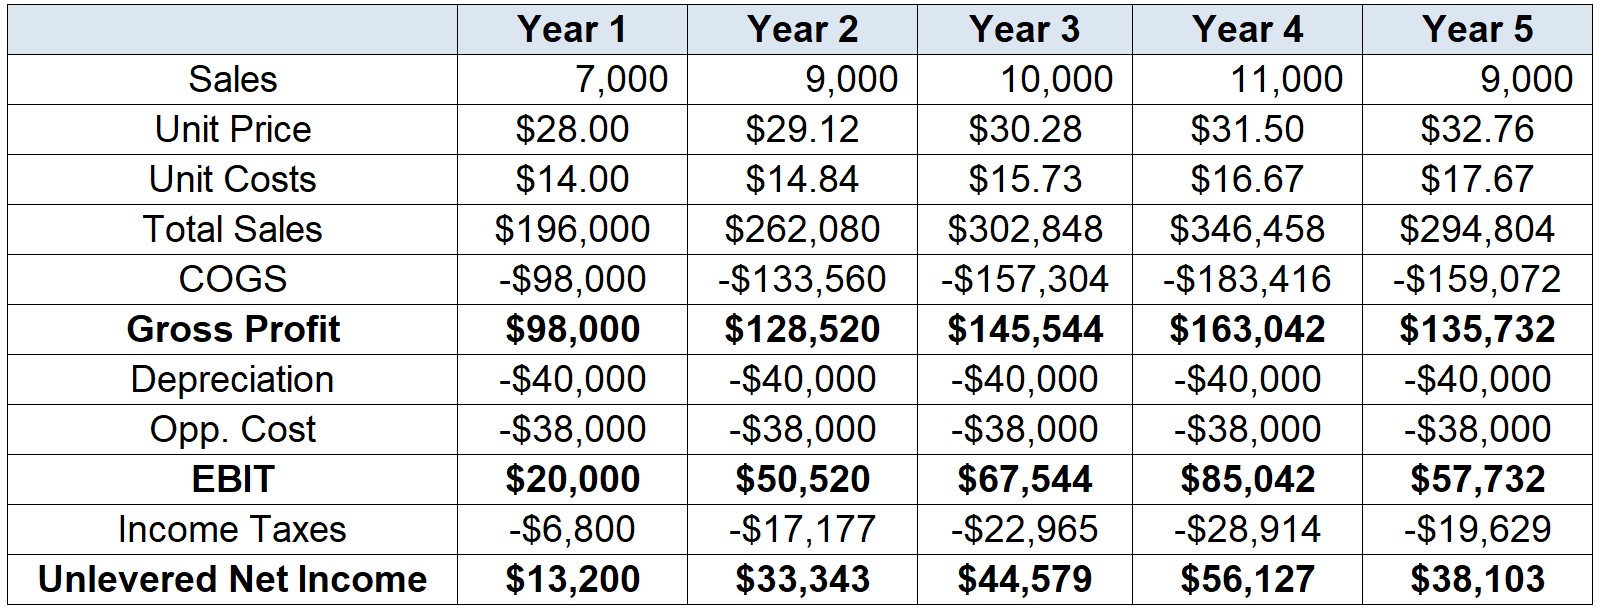 Year 1 Year 2 Year 3 Year 4 Year 5
Sales 7,000 9,000 10,000 11,000 9,000
Unit Price $28.00 $29.12 $30.28 $31.50 $32.76
Unit Costs $14.00 $14.84 $15.73 $16.67 $17.67
Total Sales $196,000 $262,080 $302,848 $346,458 $294,804
COGS -$98,000 -$133,560 -$157,304 -$183,416 -$159,072
Gross Profit $98,000 $128,520 $145,544 $163,042 $135,732
Depreciation -$40,000 -$40,000 -$40,000 -$40,000 -$40,000
Opp. Cost -$38,000 -$38,000 -$38,000 -$38,000 -$38,000
EBIT $20,000 $50,520 $67,544 $85,042 $57,732
Income Taxes -$6,800 -$17,177 -$22,965 -$28,914 -$19,629
Unlevered Net Income $13,200 $33,343 $44,579 $56,127 $38,103